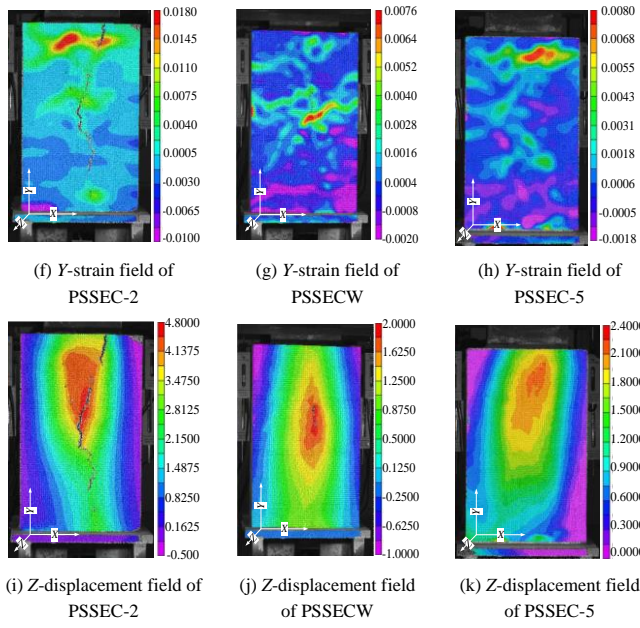 0.0180
0.0145
0.0110
0.0075
0.0040
0.0005
-0.0030
-0.0065
-0.0100
Y
X
Z
0.0076
0.0064
0.0052
0.0040
0.0028
0.0016
0.0004
-0.0008
-0.0020
Y
X
Z
0.0080
0.0067
0.0055
0.0043
0.0030
0.0018
0.0006
-0.0005
-0.0018
Y
X
Z
(f) Y-strain field of
PSSEC-2
(g) Y-strain field of
PSSECW
(h) Y-strain field of
PSSEC-5
4.8000
4.1375
3.4750
2.8125
2.1500
1.4875
0.8250
0.1625
-0.500
Y
X
Z
2.0000
1.6250
1.2500
0.8750
0.5000
0.1250
-0.2500
-0.6250
-1.0000
Y
X
Z
2.4000
2.1000
1.8000
1.5000
1.2000
0.9000
0.6000
0.3000
0.0000
Y
X
Z
(i) Z-displacement field of
PSSEC-2
(j) Z-displacement field
of PSSECW
(k) Z-displacement field
of PSSEC-5